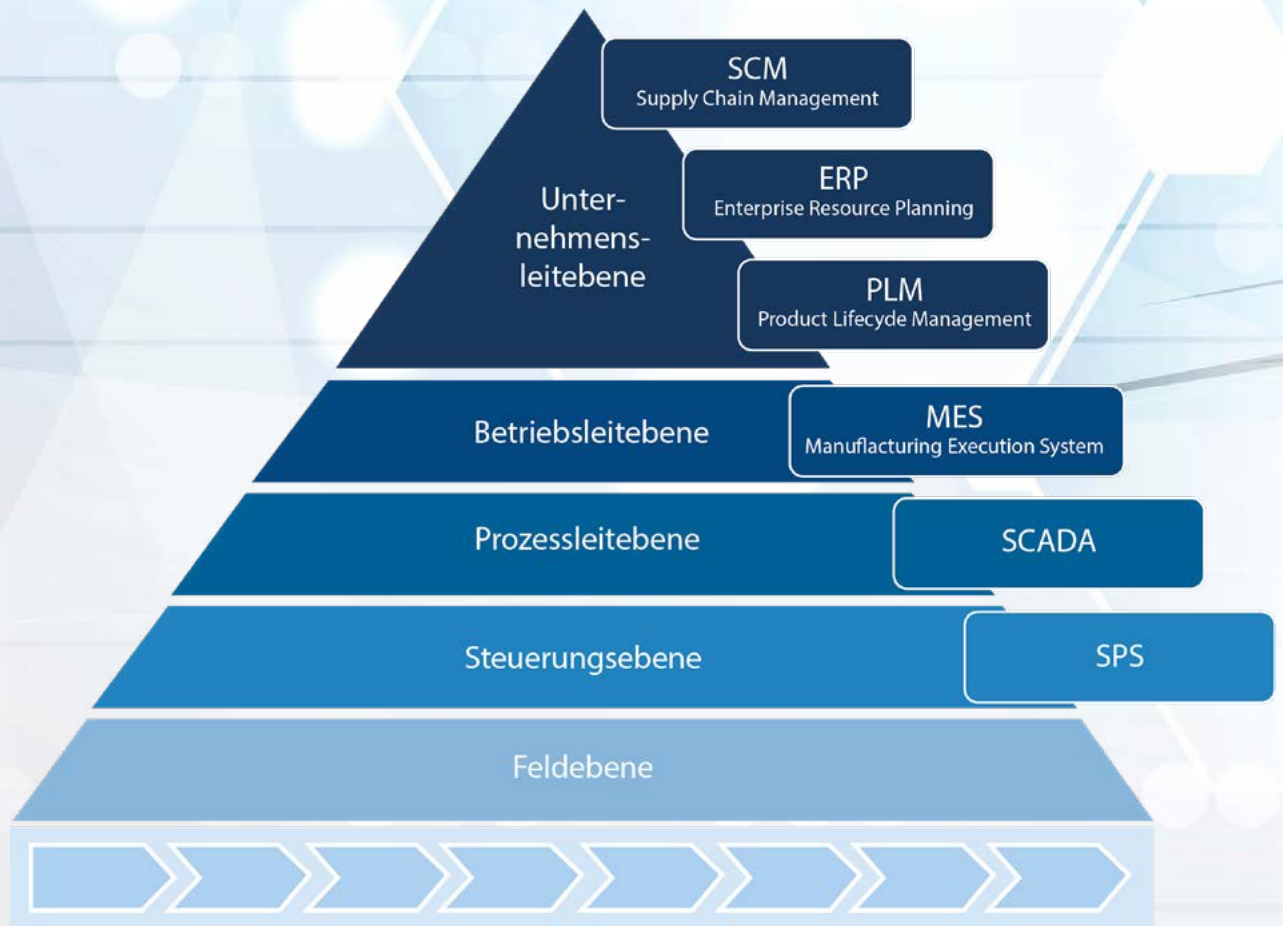 SCM
Supply Chain Management
ERP
Enterprise Resource Planning
Unter-
nehmens-
leitebene
PLM
Product Lifecyde Management
Betriebsleitebene
MES
Manuflacturing Execution System
Prozessleitebene
SCADA
Steuerungsebene
SPS
Feldebene